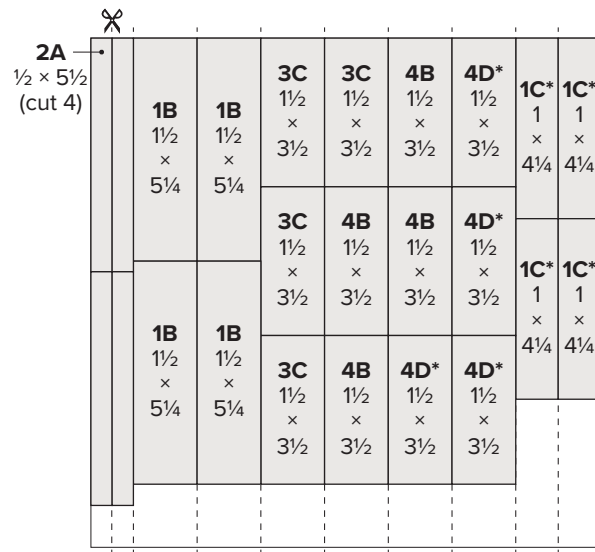 2A
½ × 5½
(cut 4)
1B
1½
×
5¼
1B
1½
×
5¼
3C
1½
×
3½
3C
1½
×
3½
4B
1½
×
3½
4D*
1½
×
3½
1C*
1
×
4¼
1C*
1
×
4¼
3C
1½
×
3½
4B
1½
×
3½
4B
1½
×
3½
4D*
1½
×
3½
1C*
1
×
4¼
1C*
1
×
4¼
1B
1½
×
5¼
1B
1½
×
5¼
3C
1½
×
3½
4B
1½
×
3½
4D*
1½
×
3½
4D*
1½
×
3½